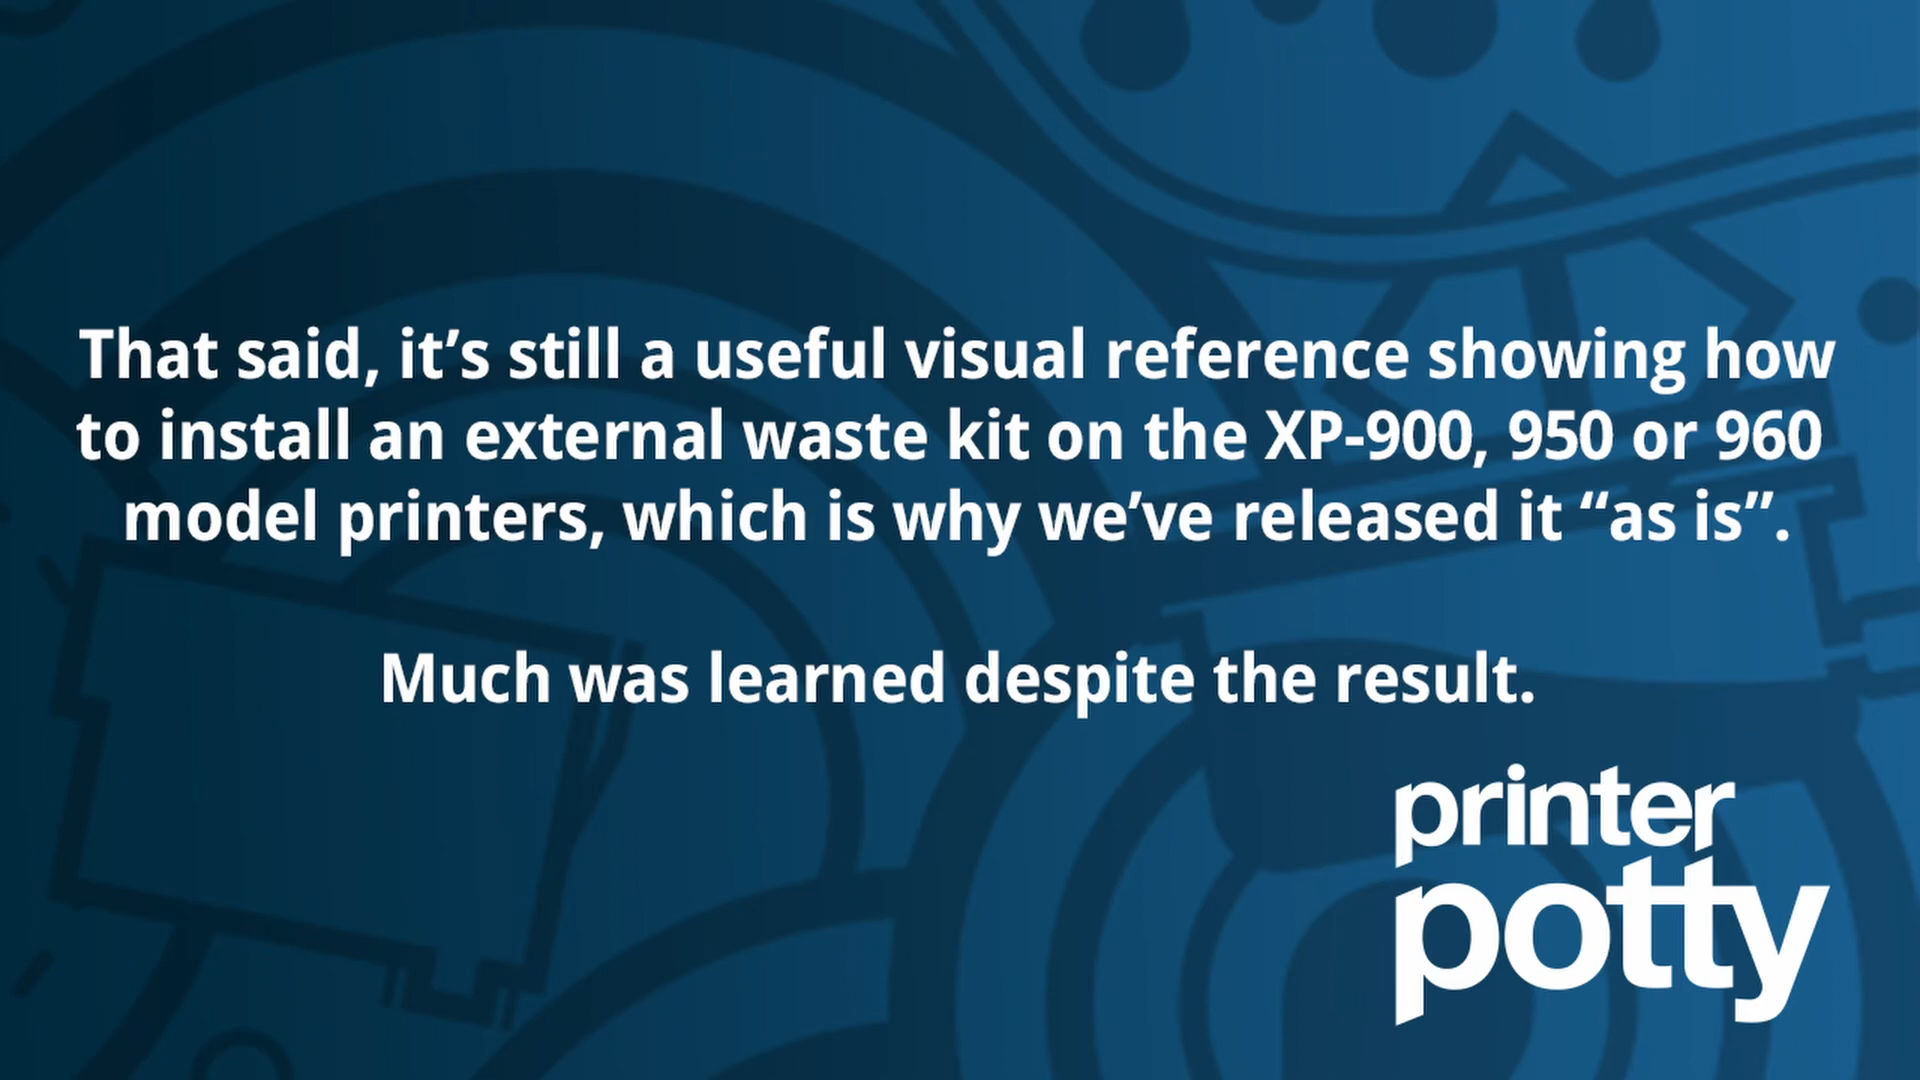 That said, it’s still a useful visual reference showing how
to install an external waste kit on the XP-900, 950 or 960
model printers, which is why we’ve released it “as is”.
Much was learned despite the result.
printer
potty